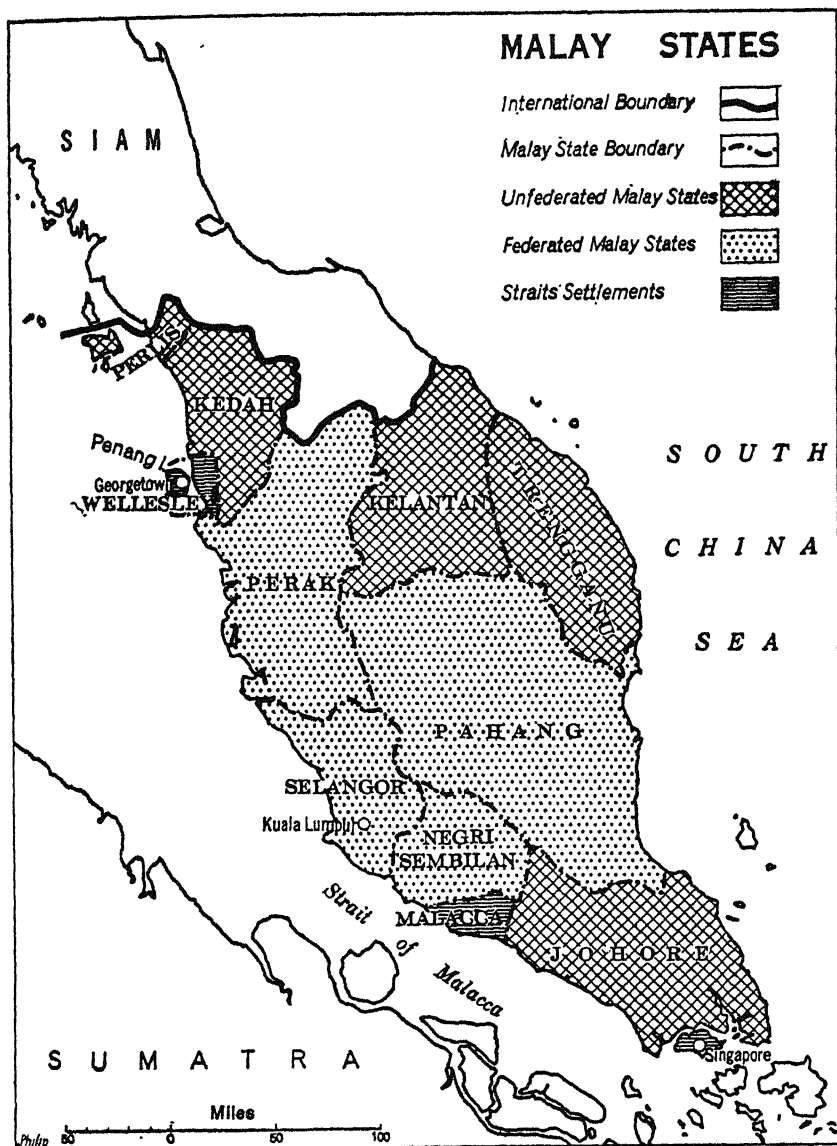 MALAY STATES
International Boundary
Malay State Boundary
Unfederated Malay States
Federated Malay States
Straits Settlements
SIAM
PERLIS
KEDAH
Penang I.
Georgetow
WELLESLEY
KELANTAN
TRENGGANU
SOUTH
CHINA
SEA
PERAK
PAHANG
SELANGOR
Kuala Lumpur
NEGRI
SEMBILAN
MALACCA
JOHORE
Strait
of
Malacca
Singapore
SUMATRA
Miles
50 0 50 100
Philip